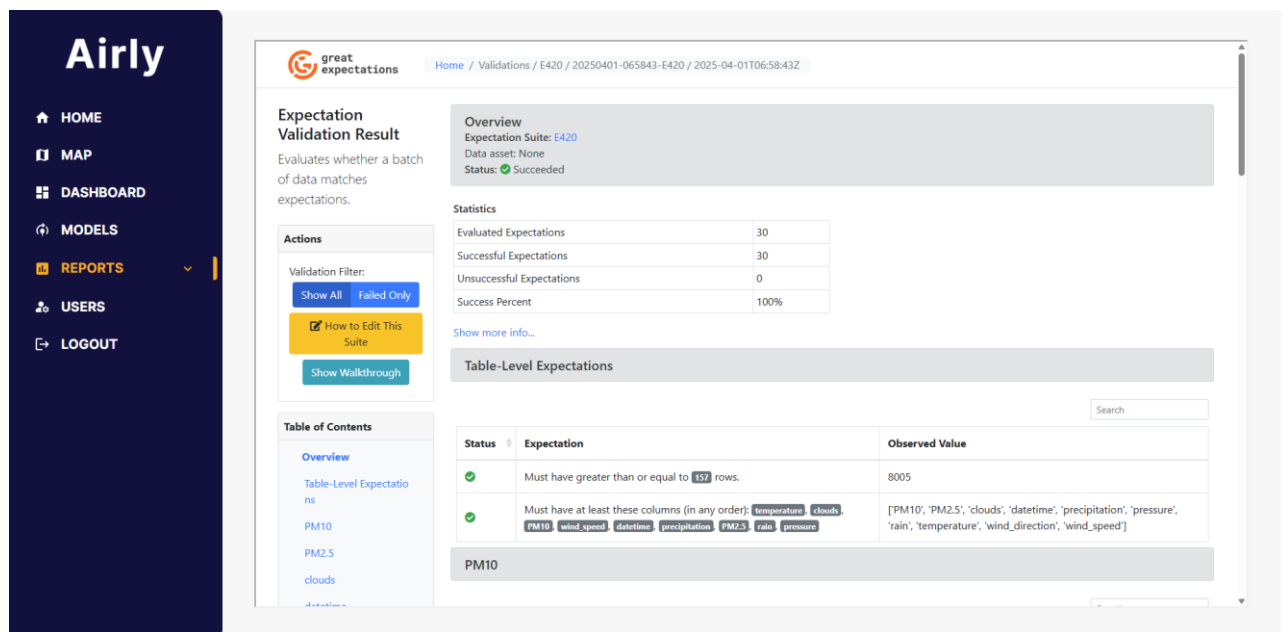 Airly
HOME
MAP
DASHBOARD
MODELS
REPORTS
USERS
LOGOUT
great
expectations
Home / Validations / E420 / 20250401-065843-E420 / 2025-04-01T06:58:43Z
Expectation
Validation Result
Evaluates whether a batch
of data matches
expectations.
Actions
Validation Filter:
Show All Failed Only
How to Edit This
Suite
Show Walkthrough
Table of Contents
Overview
Table-Level Expectatio
ns
PM10
PM2.5
clouds
datetime
Overview
Expectation Suite: E420
Data asset: None
Status: Succeeded
Statistics
Evaluated Expectations 30
Successful Expectations 30
Unsuccessful Expectations 0
Success Percent 100%
Show more info...
Table-Level Expectations
Search
Status Expectation Observed Value
Must have greater than or equal to 157 rows. 8005
Must have at least these columns (in any order): temperature, clouds,
PM10, wind_speed, datetime, precipitation, PM2.5, rain, pressure
['PM10', 'PM2.5', 'clouds', 'datetime', 'precipitation', 'pressure',
'rain', 'temperature', 'wind_direction', 'wind_speed']
PM10